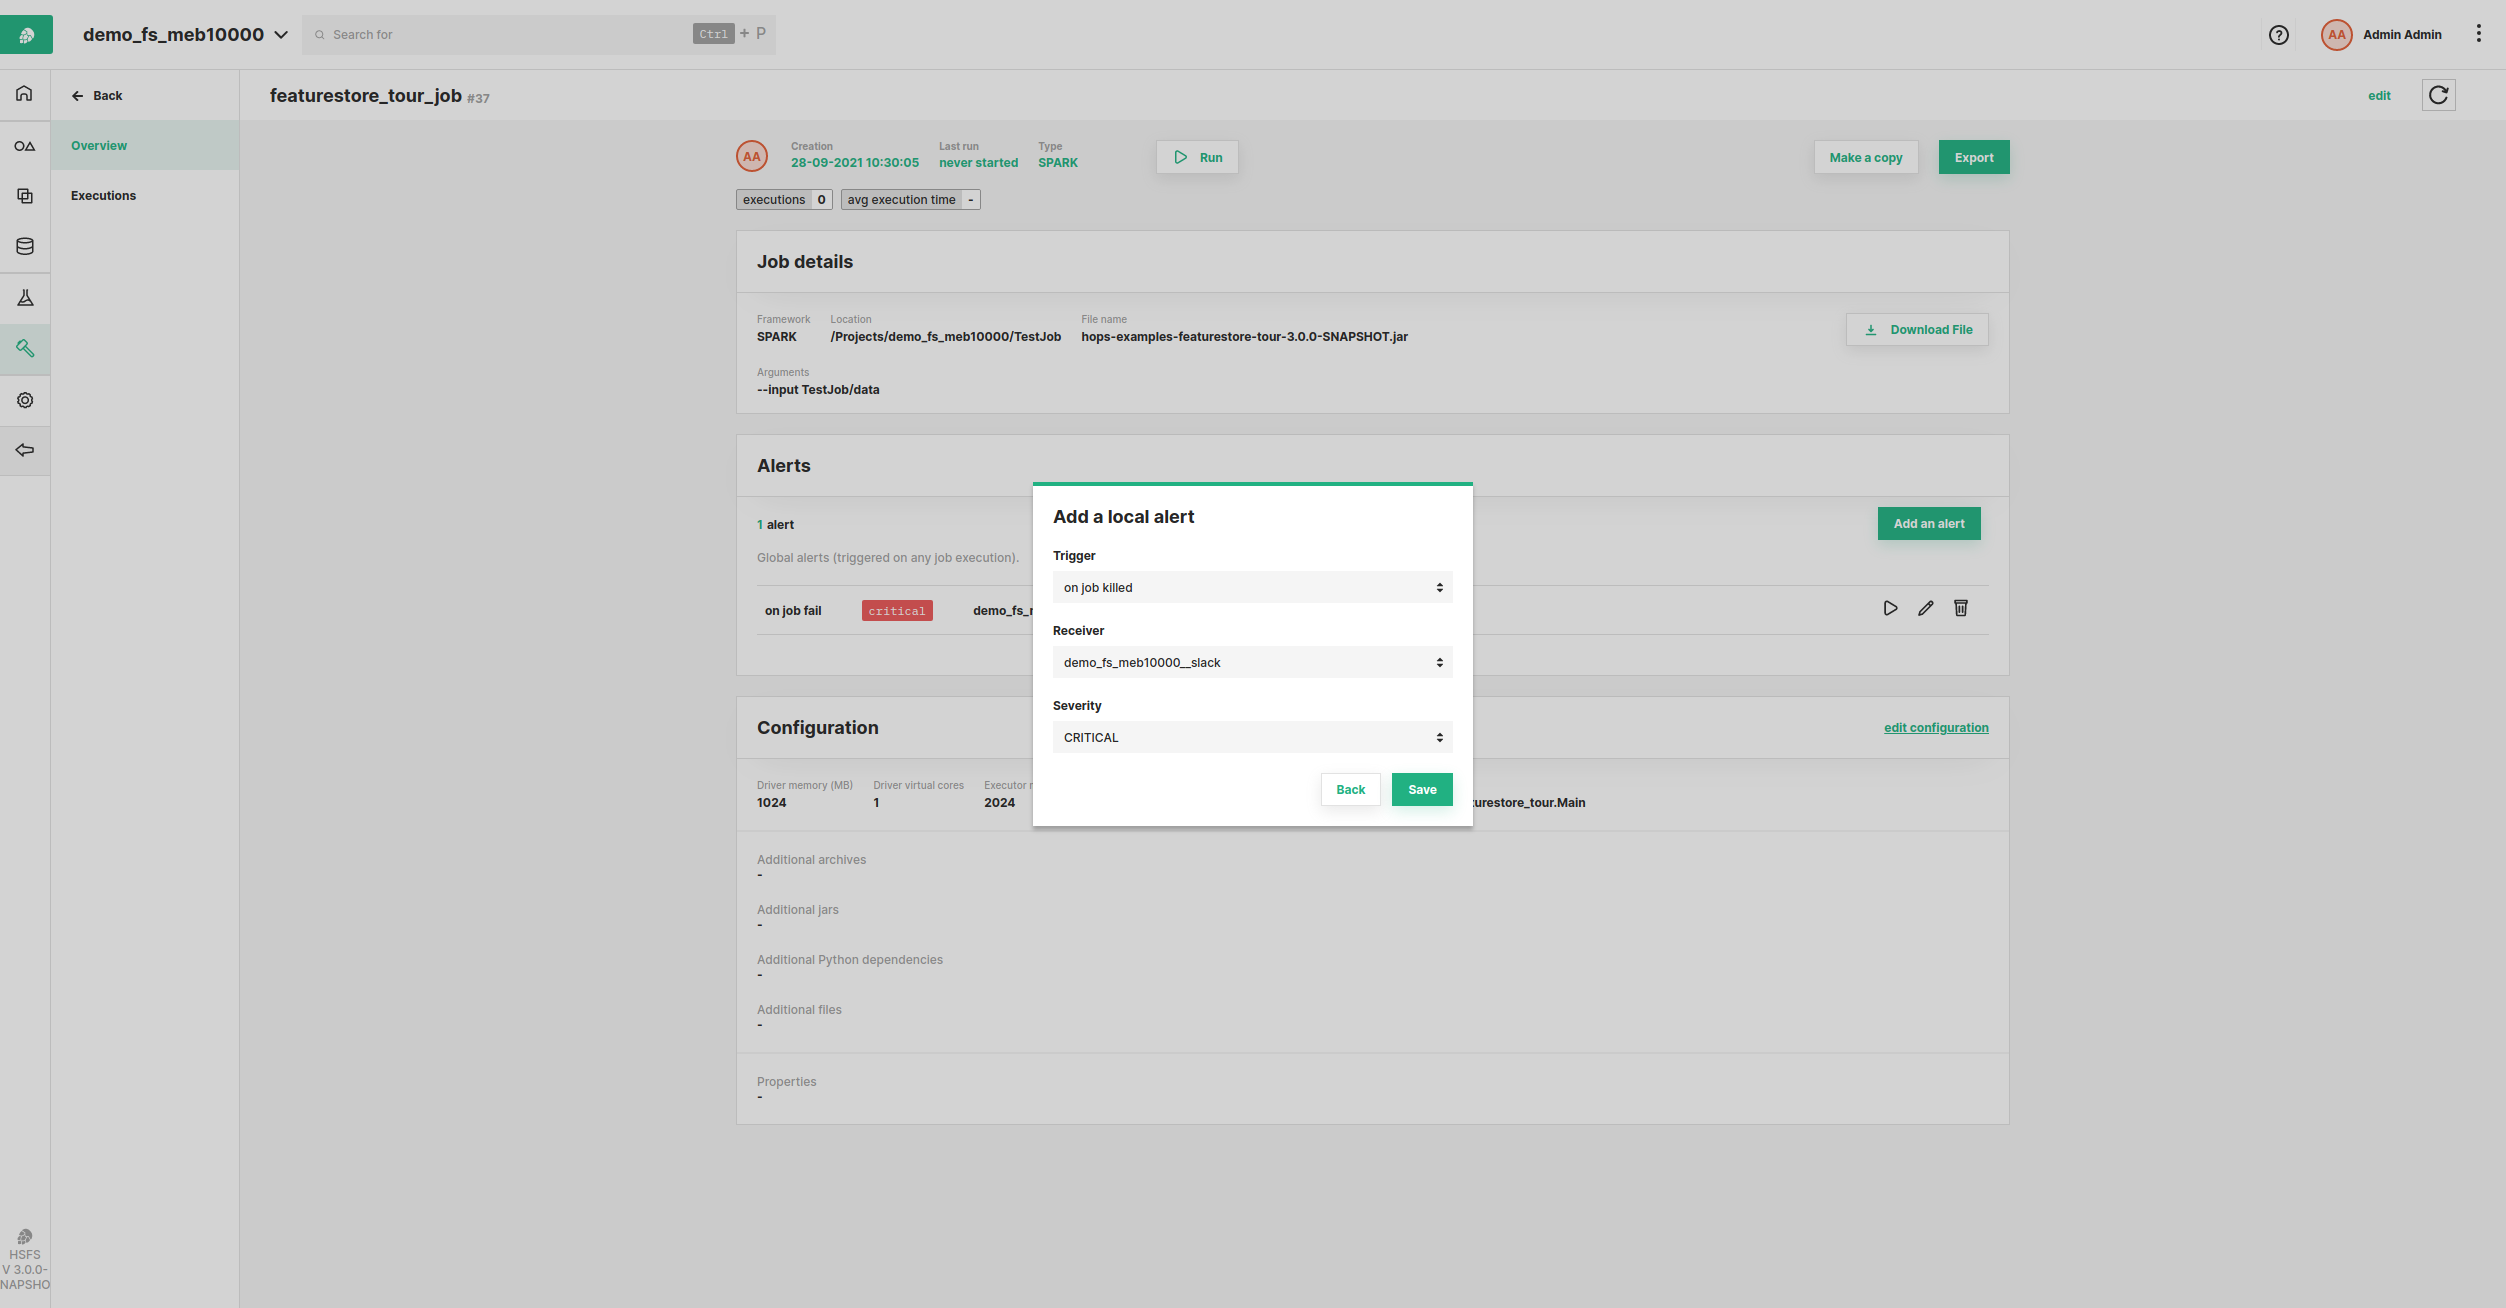 demo_fs_meb10000
Search for
Ctrl + P
AA
Admin Admin
Back
featurestore_tour_job #37
edit
Overview
Executions
AA
Creation
28-09-2021 10:30:05
Last run
never started
Type
SPARK
Run
Make a copy
Export
executions 0
avg execution time -
Job details
Framework
SPARK
Location
/Projects/demo_fs_meb10000/TestJob
File name
hops-examples-featurestore-tour-3.0.0-SNAPSHOT.jar
Download File
Arguments
--input TestJob/data
Alerts
1 alert
Add an alert
Global alerts (triggered on any job execution).
on job fail
critical
demo_fs_
Add a local alert
Trigger
on job killed
Receiver
demo_fs_meb10000__slack
Severity
CRITICAL
Back
Save
Configuration
edit configuration
Driver memory (MB)
1024
Driver virtual cores
1
Executor
2024
urestore_tour.Main
Additional archives
-
Additional jars
-
Additional Python dependencies
-
Additional files
-
Properties
-
HSFS
V 3.0.0-
NAPSHO